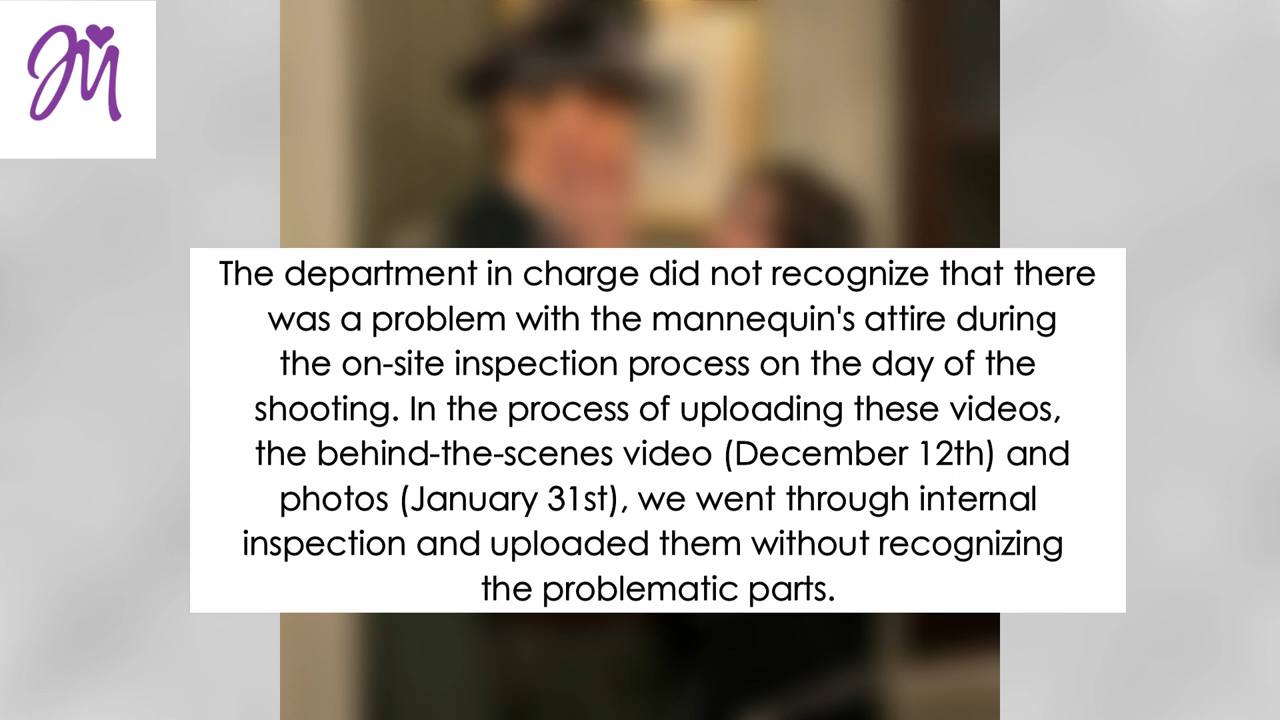 JM
The department in charge did not recognize that there
was a problem with the mannequin's attire during
the on-site inspection process on the day of the
shooting. In the process of uploading these videos,
the behind-the-scenes video (December 12th) and
photos (January 31st), we went through internal
inspection and uploaded them without recognizing
the problematic parts.